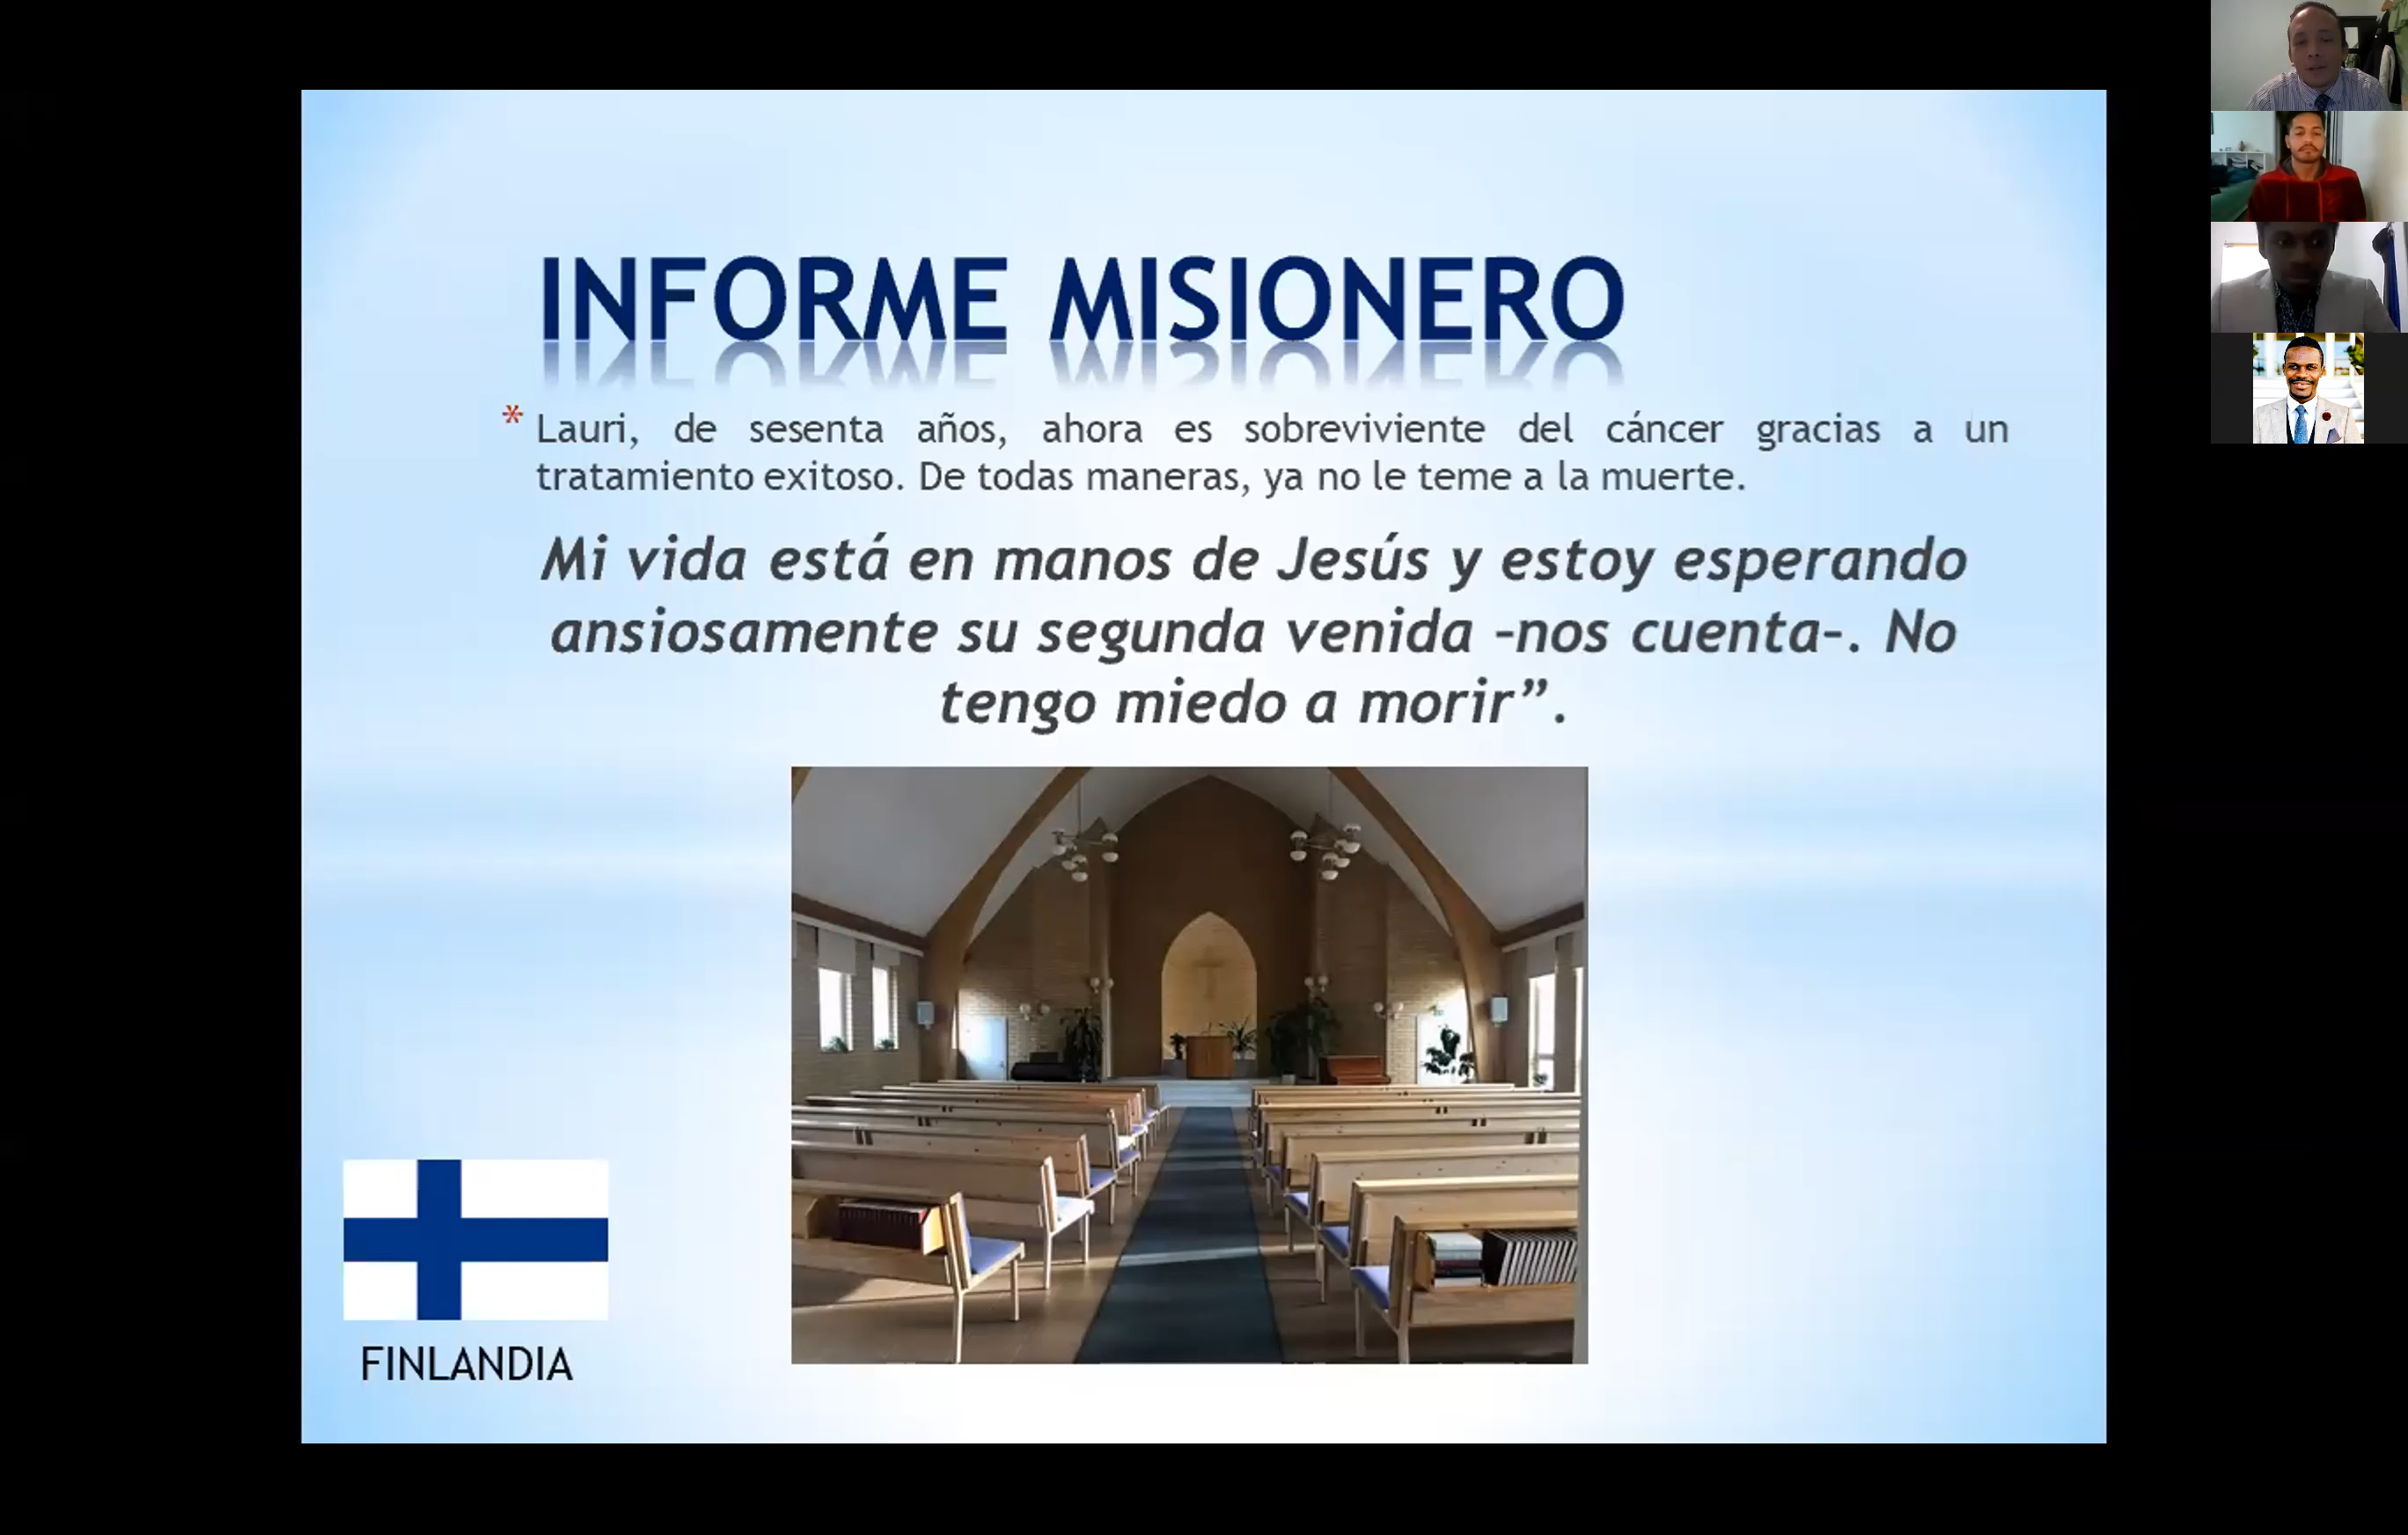 INFORME MISIONERO
* Lauri, de sesenta años, ahora es sobreviviente del cáncer gracias a un
tratamiento exitoso. De todas maneras, ya no le teme a la muerte.
Mi vida está en manos de Jesús y estoy esperando
ansiosamente su segunda venida –nos cuenta–. No
tengo miedo a morir”.
FINLANDIA